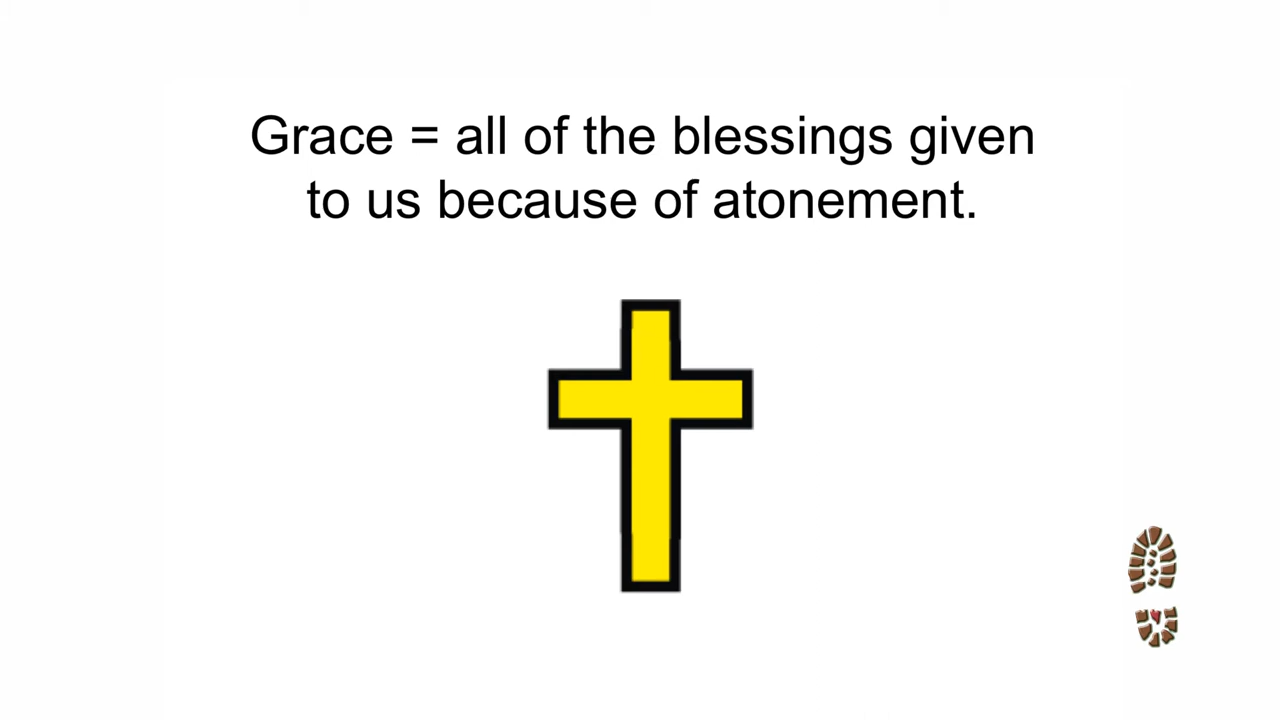 Grace = all of the blessings given
to us because of atonement.